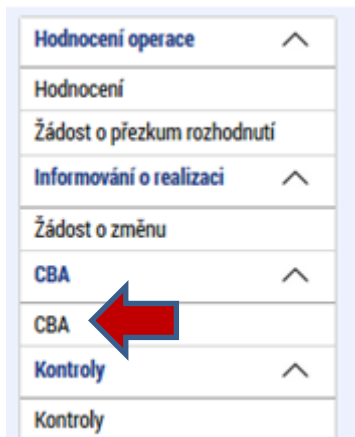 Hodnocení operace
Hodnocení
Žádost o přezkum rozhodnutí
Informování o realizaci
Žádost o změnu
CBA
CBA
Kontroly
Kontroly